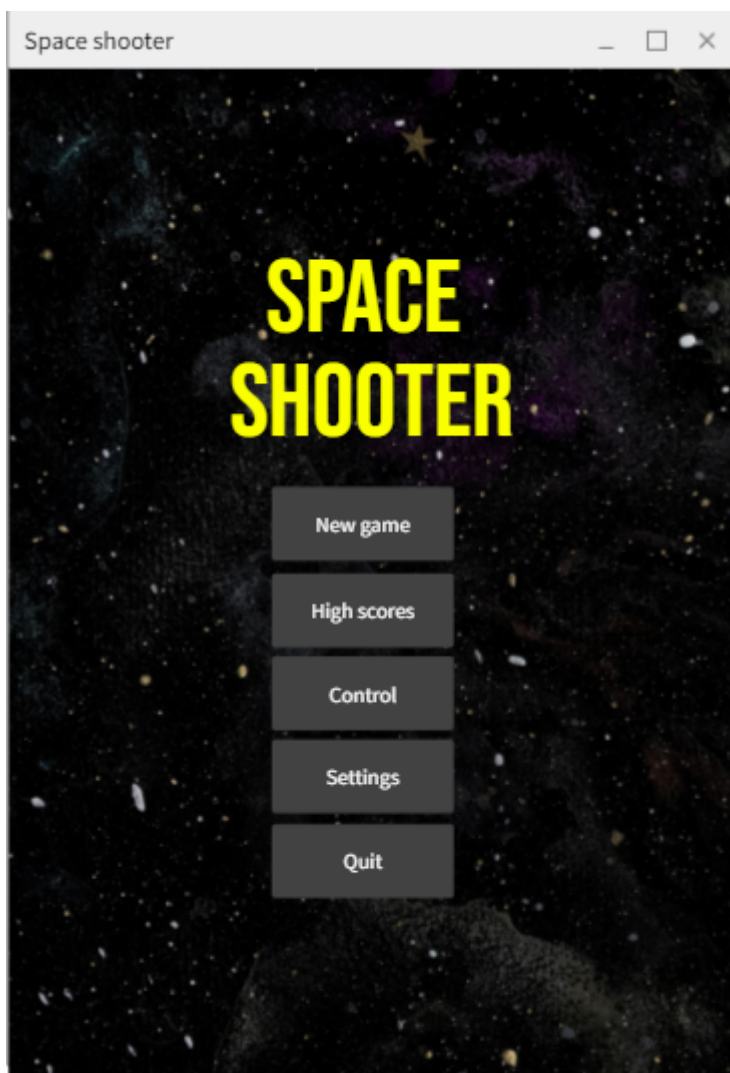 Space shooter
SPACE
SHOOTER
New game
High scores
Control
Settings
Quit